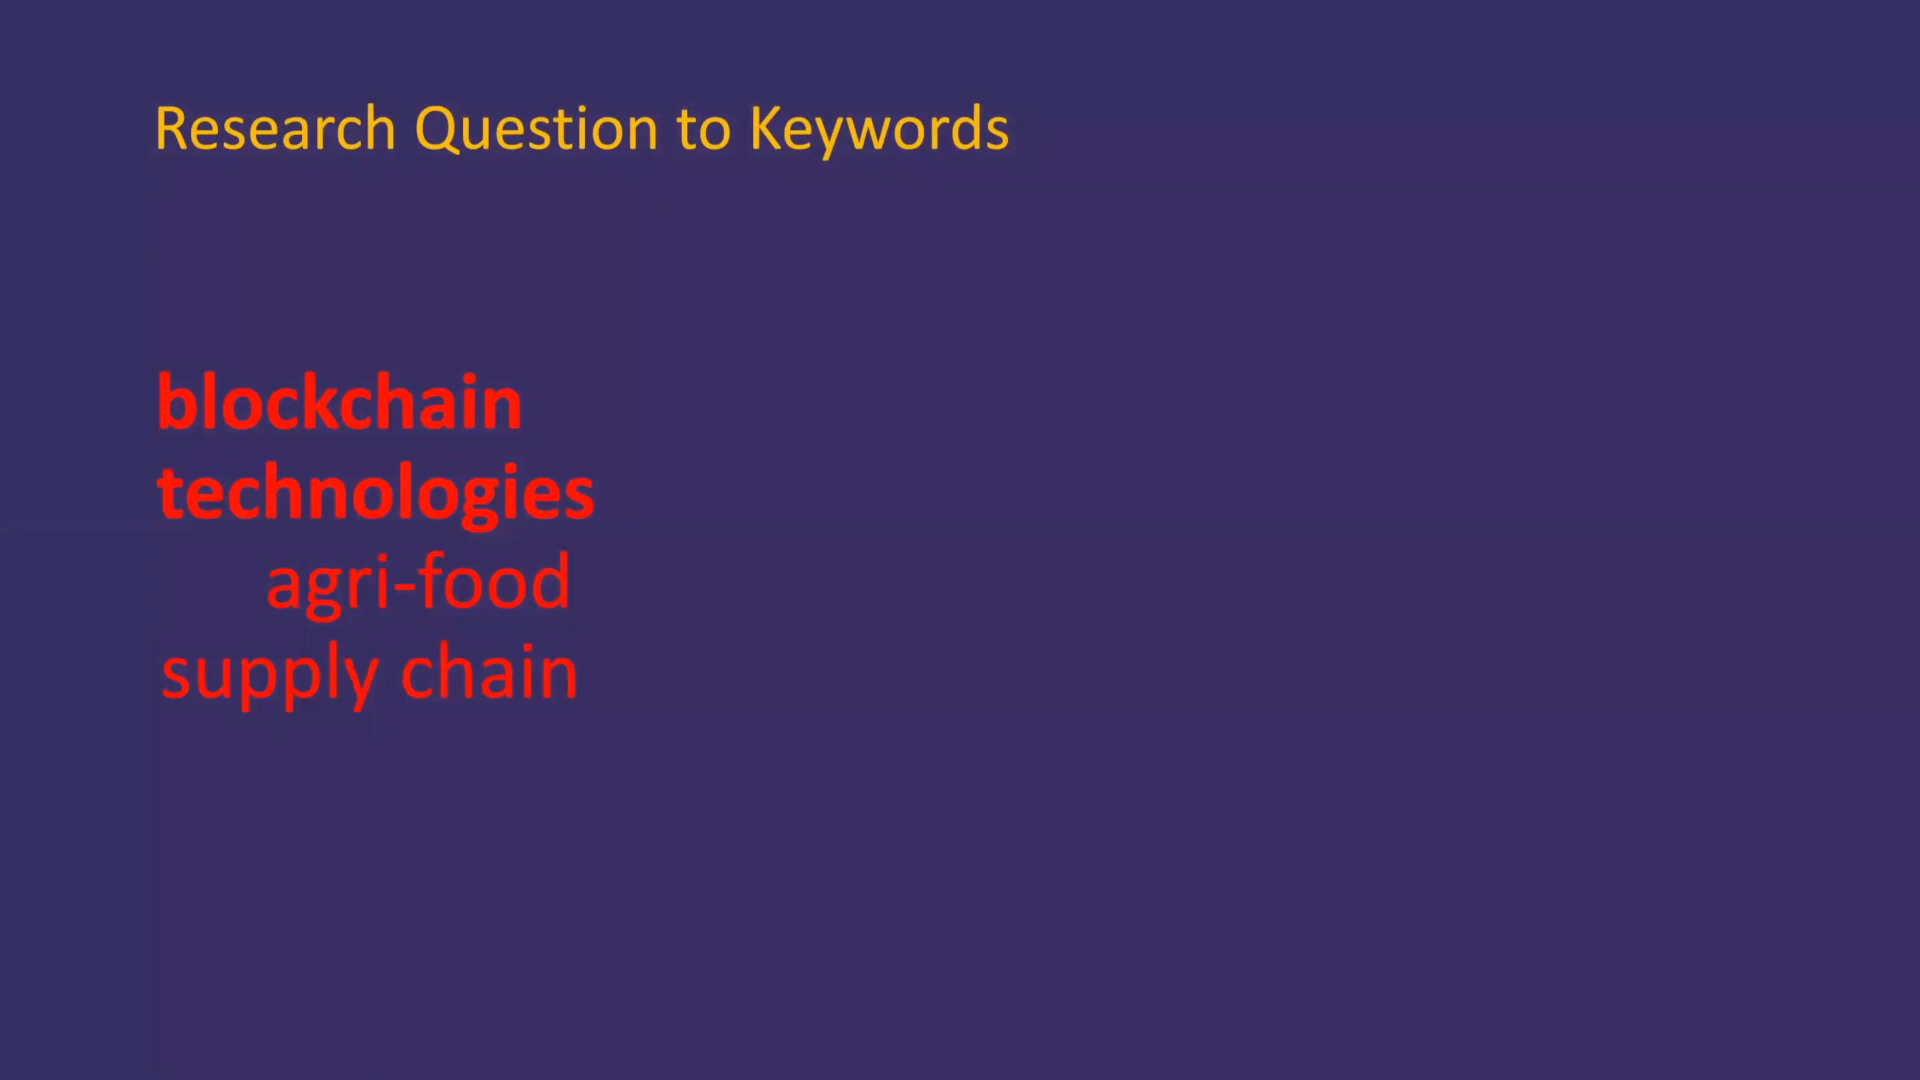 Research Question to Keywords
blockchain
technologies
agri-food
supply chain